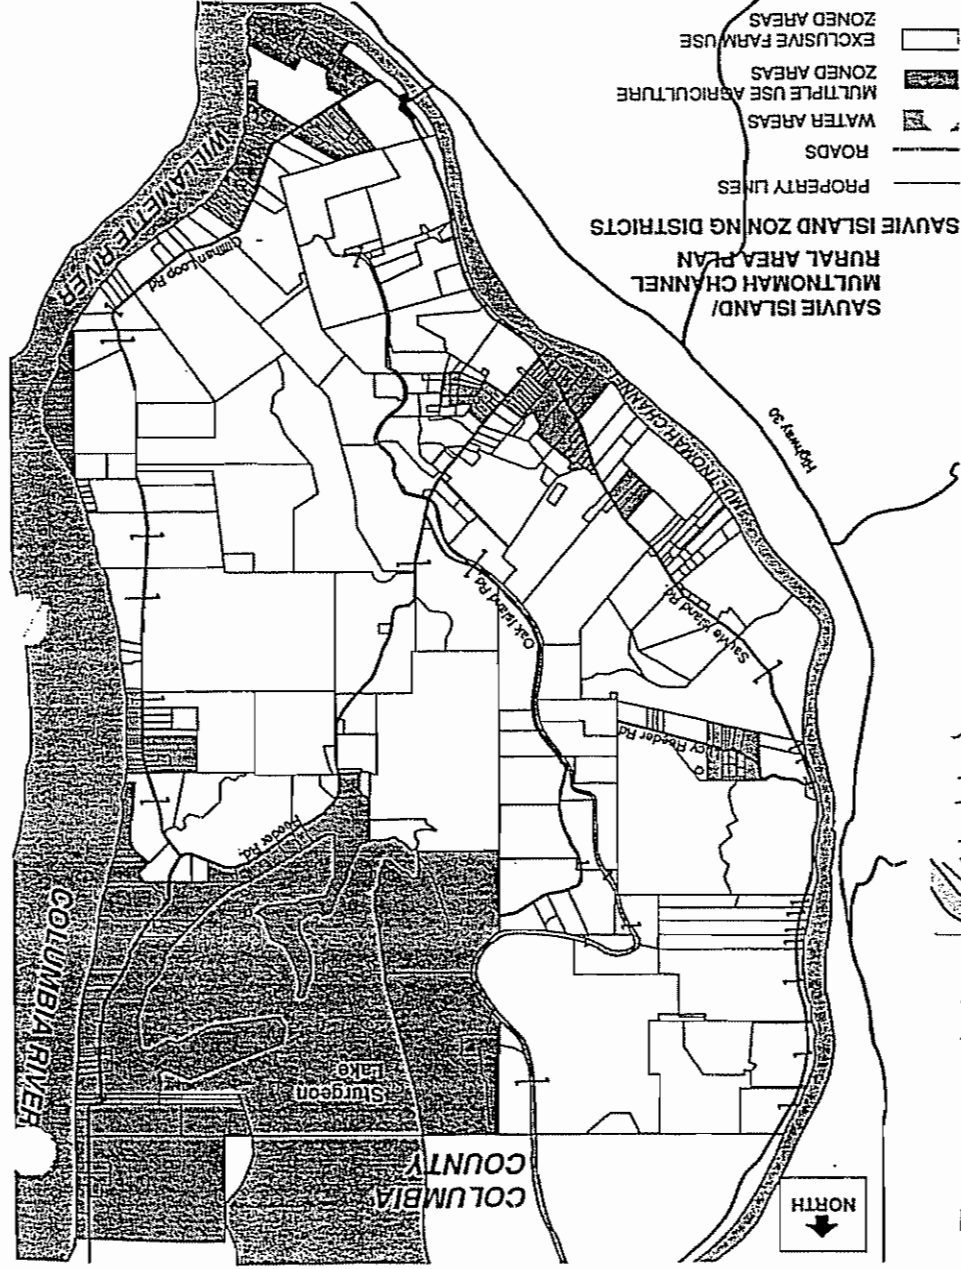 NORTH
COLUMBIA
COUNTY
Sturgeon
Lake
COLUMBIA RIVER
Reeder Rd.
Reeder Rd
Oak Island Rd.
Sauvie Island Rd.
MULTNOMAH CHANNEL
Highway 30
Gillihan Loop Rd.
WILLAMETTE RIVER
SAUVIE ISLAND/
MULTNOMAH CHANNEL
RURAL AREA PLAN
SAUVIE ISLAND ZONING DISTRICTS
PROPERTY LINES
ROADS
WATER AREAS
MULTIPLE USE AGRICULTURE
ZONED AREAS
EXCLUSIVE FARM USE
ZONED AREAS